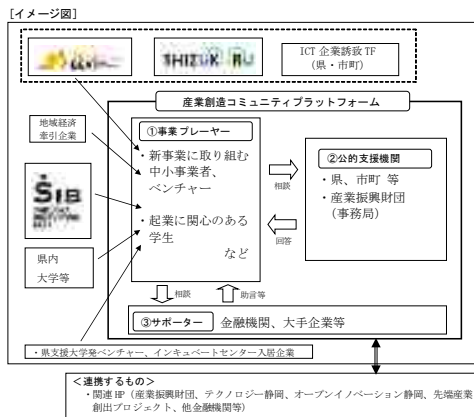 [イメージ図]
SHIZUKURU
ICT 企業誘致 TF
（県・市町）
産業創造コミュニティプラットフォーム
地域経済
牽引企業
①事業プレーヤー
・新事業に取り組む
中小事業者、
ベンチャー
・起業に関心のある
学生
など
相談
回答
②公的支援機関
・県、市町 等
・産業振興財団
（事務局）
SIB
県内
大学等
相談
助言等
③サポーター 金融機関、大手企業等
・県支援大学発ベンチャー、インキュベートセンター入居企業
＜連携するもの＞
・関連 HP（産業振興財団、テクノロジー静岡、オープンイノベーション静岡、先端産業
創出プロジェクト、他金融機関等）